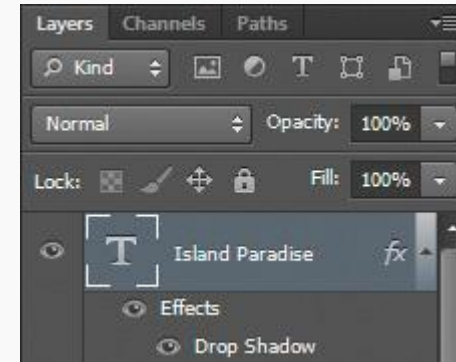 Layers Channels Paths
Kind T
Normal Opacity: 100%
Lock: Fill: 100%
T Island Paradise fx
Effects
Drop Shadow